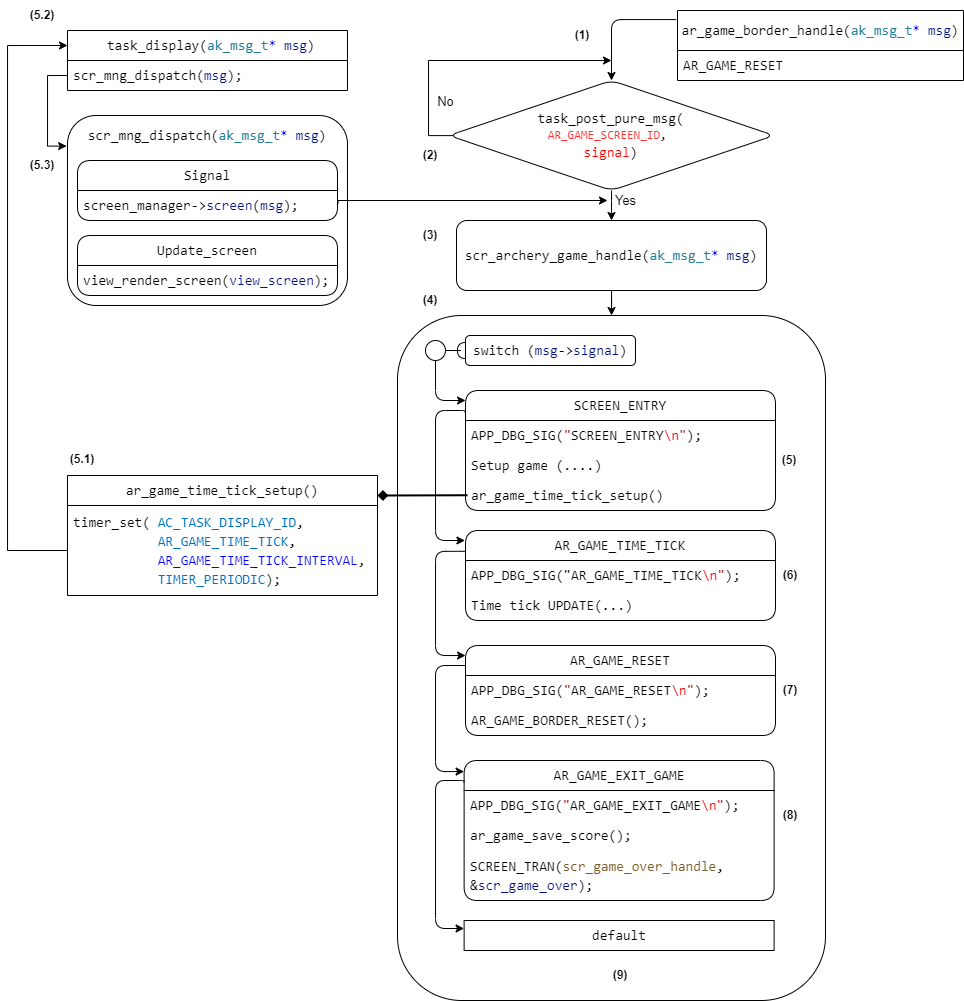 (5.2)
task_display(ak_msg_t* msg)
scr_mng_dispatch(msg);
scr_mng_dispatch(ak_msg_t* msg)
(5.3)
Signal
screen_manager->screen(msg);
Update_screen
view_render_screen(view_screen);
(1)
ar_game_border_handle(ak_msg_t* msg)
AR_GAME_RESET
No
(2)
task_post_pure_msg(
AR_GAME_SCREEN_ID,
signal)
Yes
(3)
scr_archery_game_handle(ak_msg_t* msg)
(4)
switch (msg->signal)
SCREEN_ENTRY
APP_DBG_SIG("SCREEN_ENTRY\n");
Setup game (....)
ar_game_time_tick_setup()
(5)
(5.1)
ar_game_time_tick_setup()
timer_set( AC_TASK_DISPLAY_ID,
AR_GAME_TIME_TICK,
AR_GAME_TIME_TICK_INTERVAL,
TIMER_PERIODIC);
AR_GAME_TIME_TICK
APP_DBG_SIG("AR_GAME_TIME_TICK\n");
Time tick UPDATE(...)
(6)
AR_GAME_RESET
APP_DBG_SIG("AR_GAME_RESET\n");
AR_GAME_BORDER_RESET();
(7)
AR_GAME_EXIT_GAME
APP_DBG_SIG("AR_GAME_EXIT_GAME\n");
ar_game_save_score();
SCREEN_TRAN(scr_game_over_handle,
&scr_game_over);
(8)
default
(9)